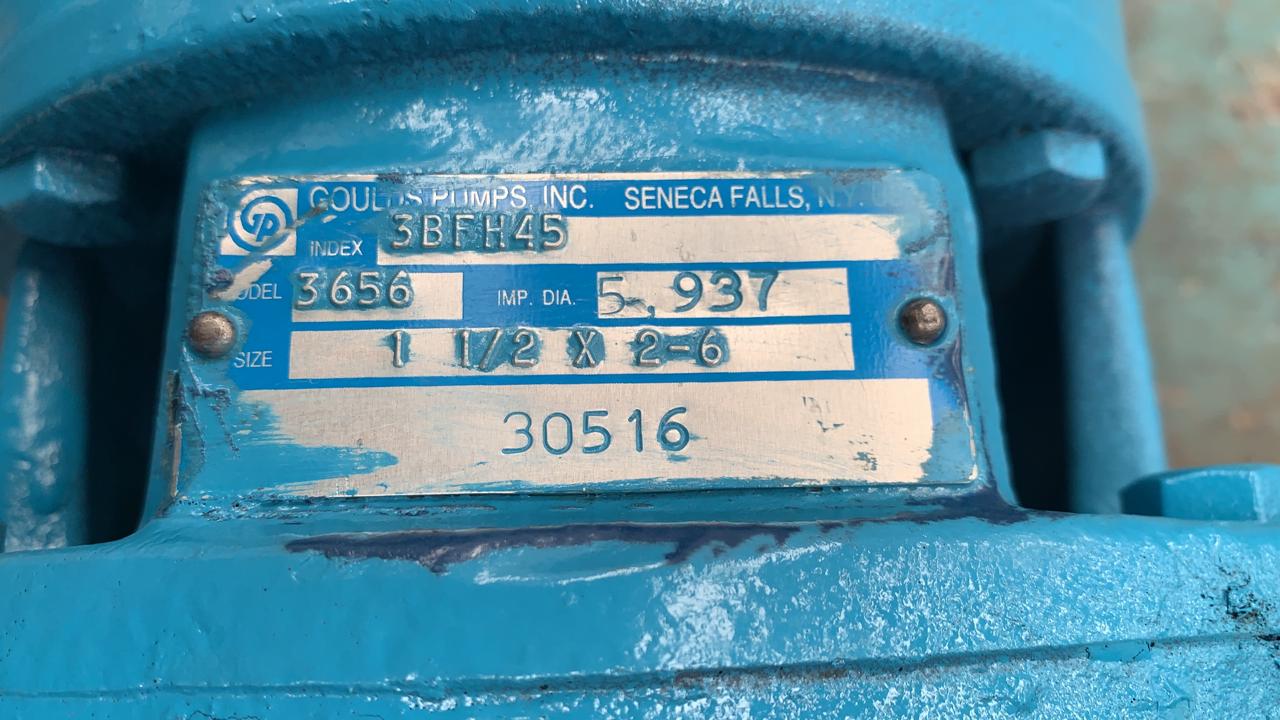 GOULDS PUMPS, INC. SENECA FALLS, N.Y.
INDEX 3BFH45
MODEL 3656 IMP. DIA. 5.937
SIZE 1 1/2 X 2-6
30516